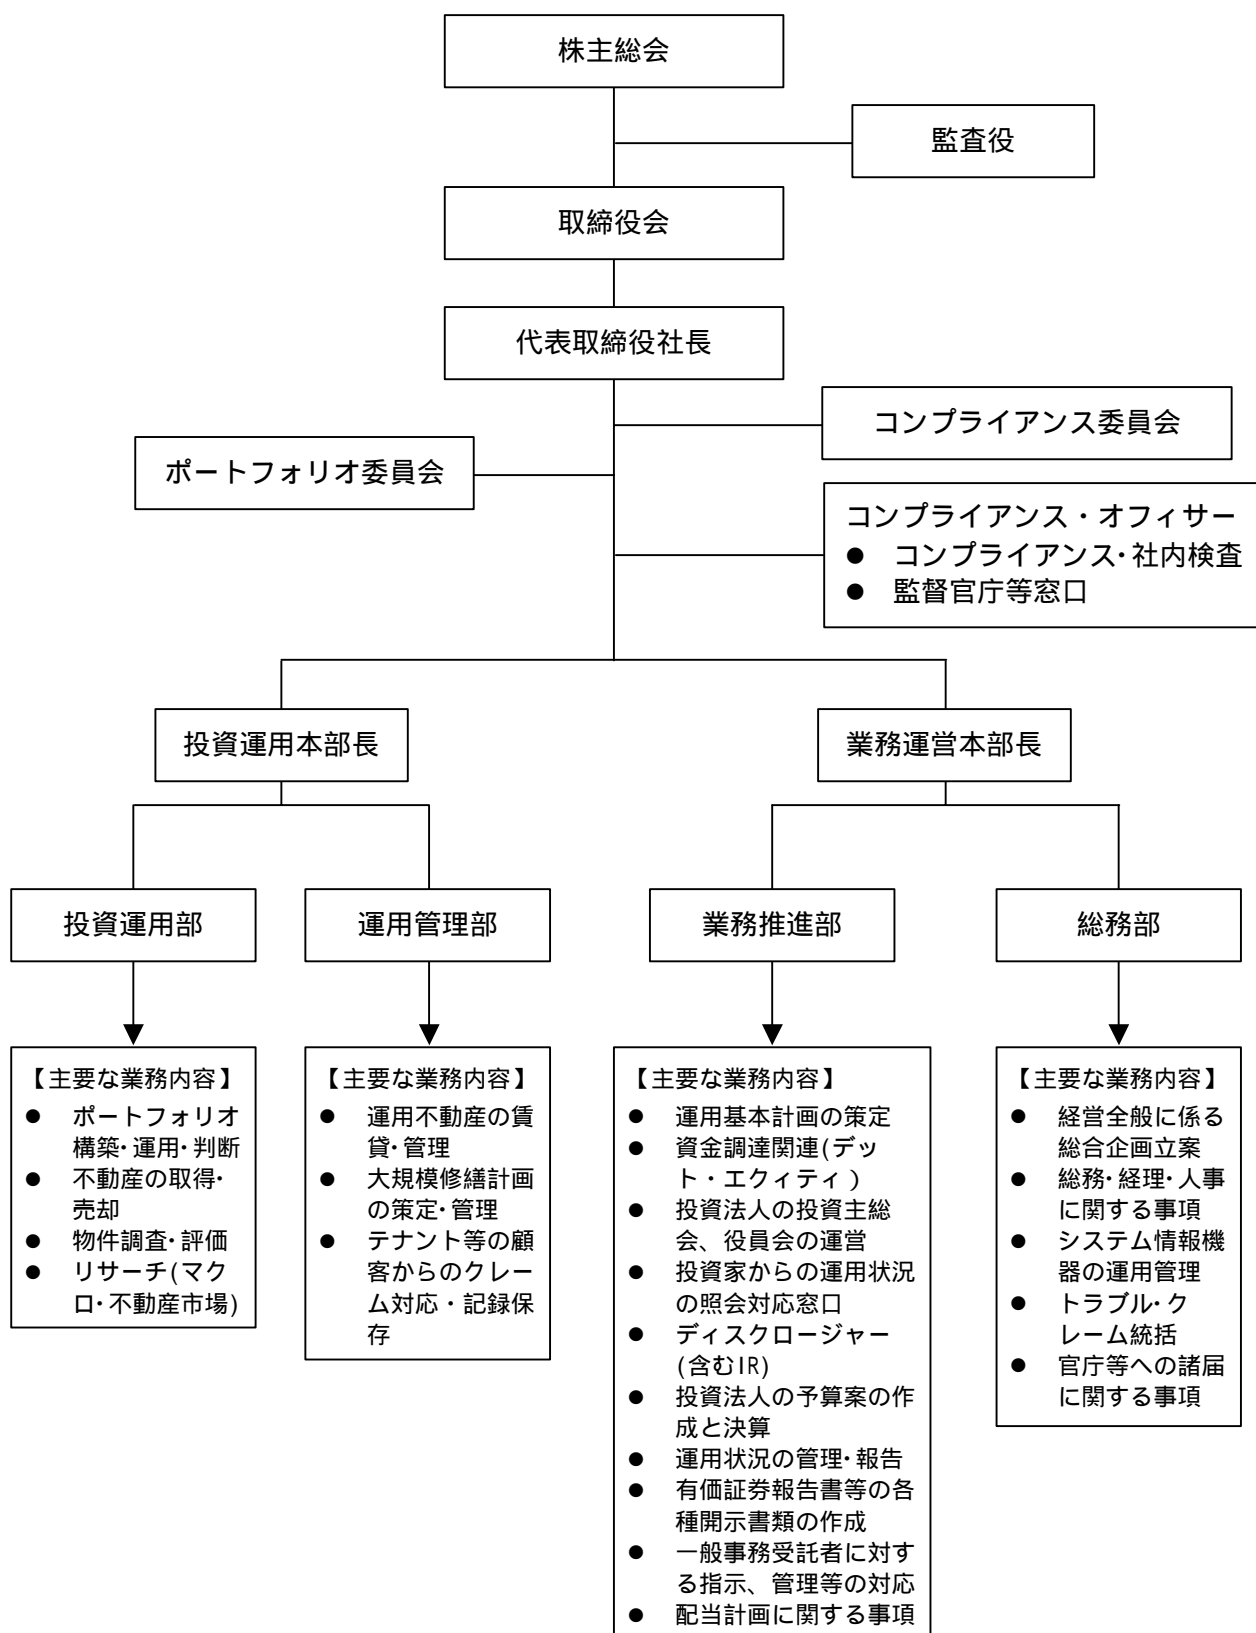 株主総会
監査役
取締役会
代表取締役社長
コンプライアンス委員会
ポートフォリオ委員会
コンプライアンス・オフィサー
● コンプライアンス・社内検査
● 監督官庁等窓口
投資運用本部長
業務運営本部長
投資運用部
運用管理部
業務推進部
総務部
【主要な業務内容】
● ポートフォリオ
構築・運用・判断
● 不動産の取得・
売却
● 物件調査・評価
● リサーチ(マク
ロ・不動産市場)
【主要な業務内容】
● 運用不動産の賃
貸・管理
● 大規模修繕計画
の策定・管理
● テナント等の顧
客からのクレー
ム対応・記録保
存
【主要な業務内容】
● 運用基本計画の策定
● 資金調達関連(デッ
ト・エクィティ)
● 投資法人の投資主総
会、役員会の運営
● 投資家からの運用状況
の照会対応窓口
● ディスクロージャー
(含むIR)
● 投資法人の予算案の作
成と決算
● 運用状況の管理・報告
● 有価証券報告書等の各
種開示書類の作成
● 一般事務受託者に対す
る指示、管理等の対応
● 配当計画に関する事項
【主要な業務内容】
● 経営全般に係る
総合企画立案
● 総務・経理・人事
に関する事項
● システム情報機
器の運用管理
● トラブル・ク
レーム統括
● 官庁等への諸届
に関する事項